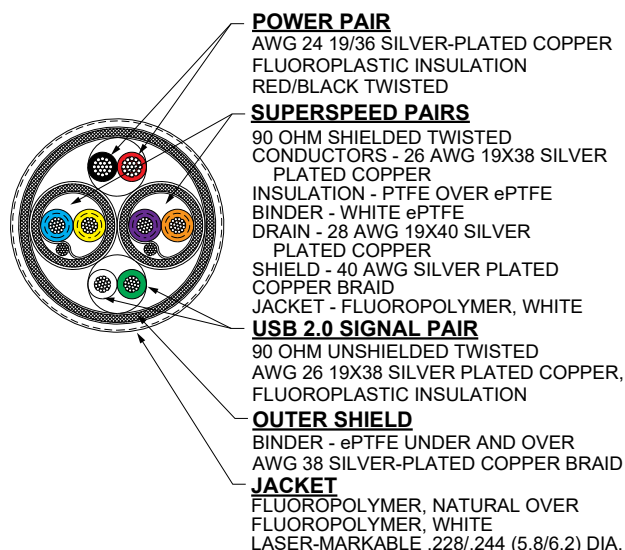 POWER PAIR
AWG 24 19/36 SILVER-PLATED COPPER
FLUOROPLASTIC INSULATION
RED/BLACK TWISTED
SUPERSPEED PAIRS
90 OHM SHIELDED TWISTED
CONDUCTORS - 26 AWG 19X38 SILVER
PLATED COPPER
INSULATION - PTFE OVER ePTFE
BINDER - WHITE ePTFE
DRAIN - 28 AWG 19X40 SILVER
PLATED COPPER
SHIELD - 40 AWG SILVER PLATED
COPPER BRAID
JACKET - FLUOROPOLYMER, WHITE
USB 2.0 SIGNAL PAIR
90 OHM UNSHIELDED TWISTED
AWG 26 19X38 SILVER PLATED COPPER,
FLUOROPLASTIC INSULATION
OUTER SHIELD
BINDER - ePTFE UNDER AND OVER
AWG 38 SILVER-PLATED COPPER BRAID
JACKET
FLUOROPOLYMER, NATURAL OVER
FLUOROPOLYMER, WHITE
LASER-MARKABLE .228/.244 (5.8/6.2) DIA.